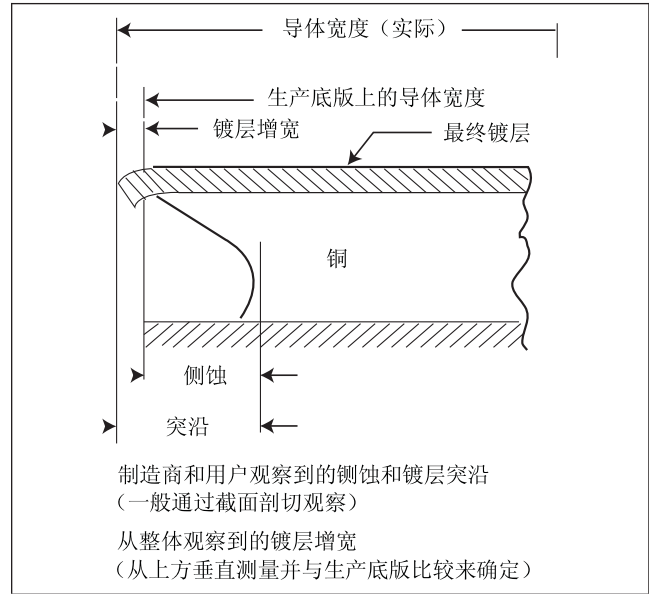 导体宽度（实际）
生产底版上的导体宽度
镀层增宽
最终镀层
铜
侧蚀
突沿
制造商和用户观察到的侧蚀和镀层突沿
（一般通过截面剖切观察）
从整体观察到的镀层增宽
（从上方垂直测量并与生产底版比较来确定）